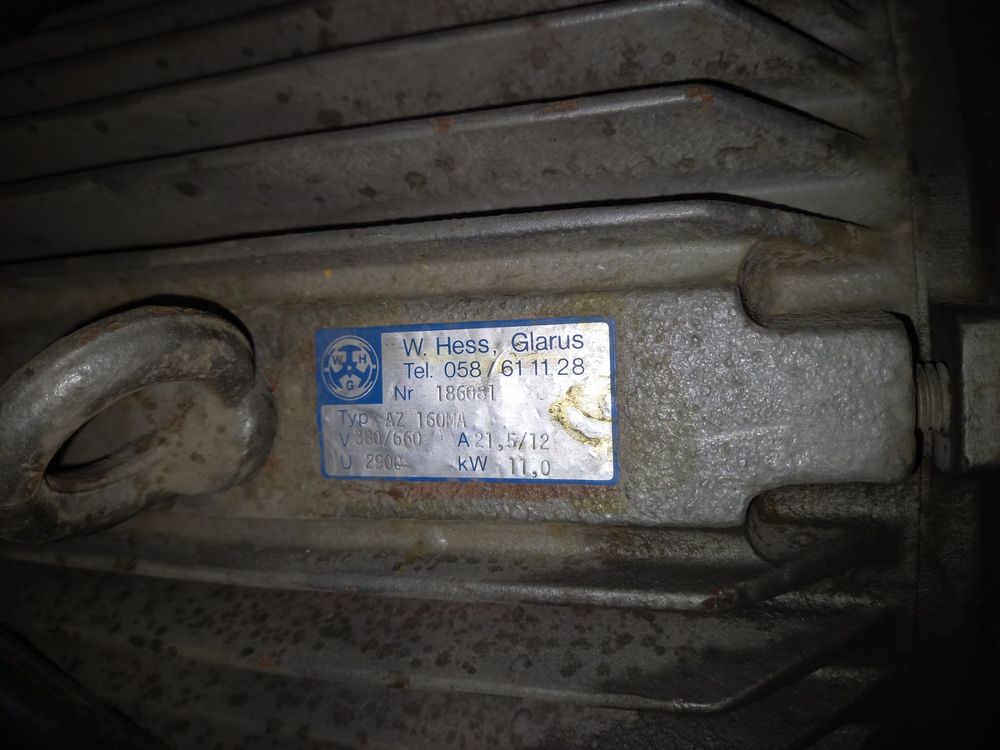 WHG
W. Hess, Glarus
Tel. 058/61 11 28
Nr 186081
Typ AZ 160MA
V 380/660 A 21,5/12
U 2900 kW 11,0